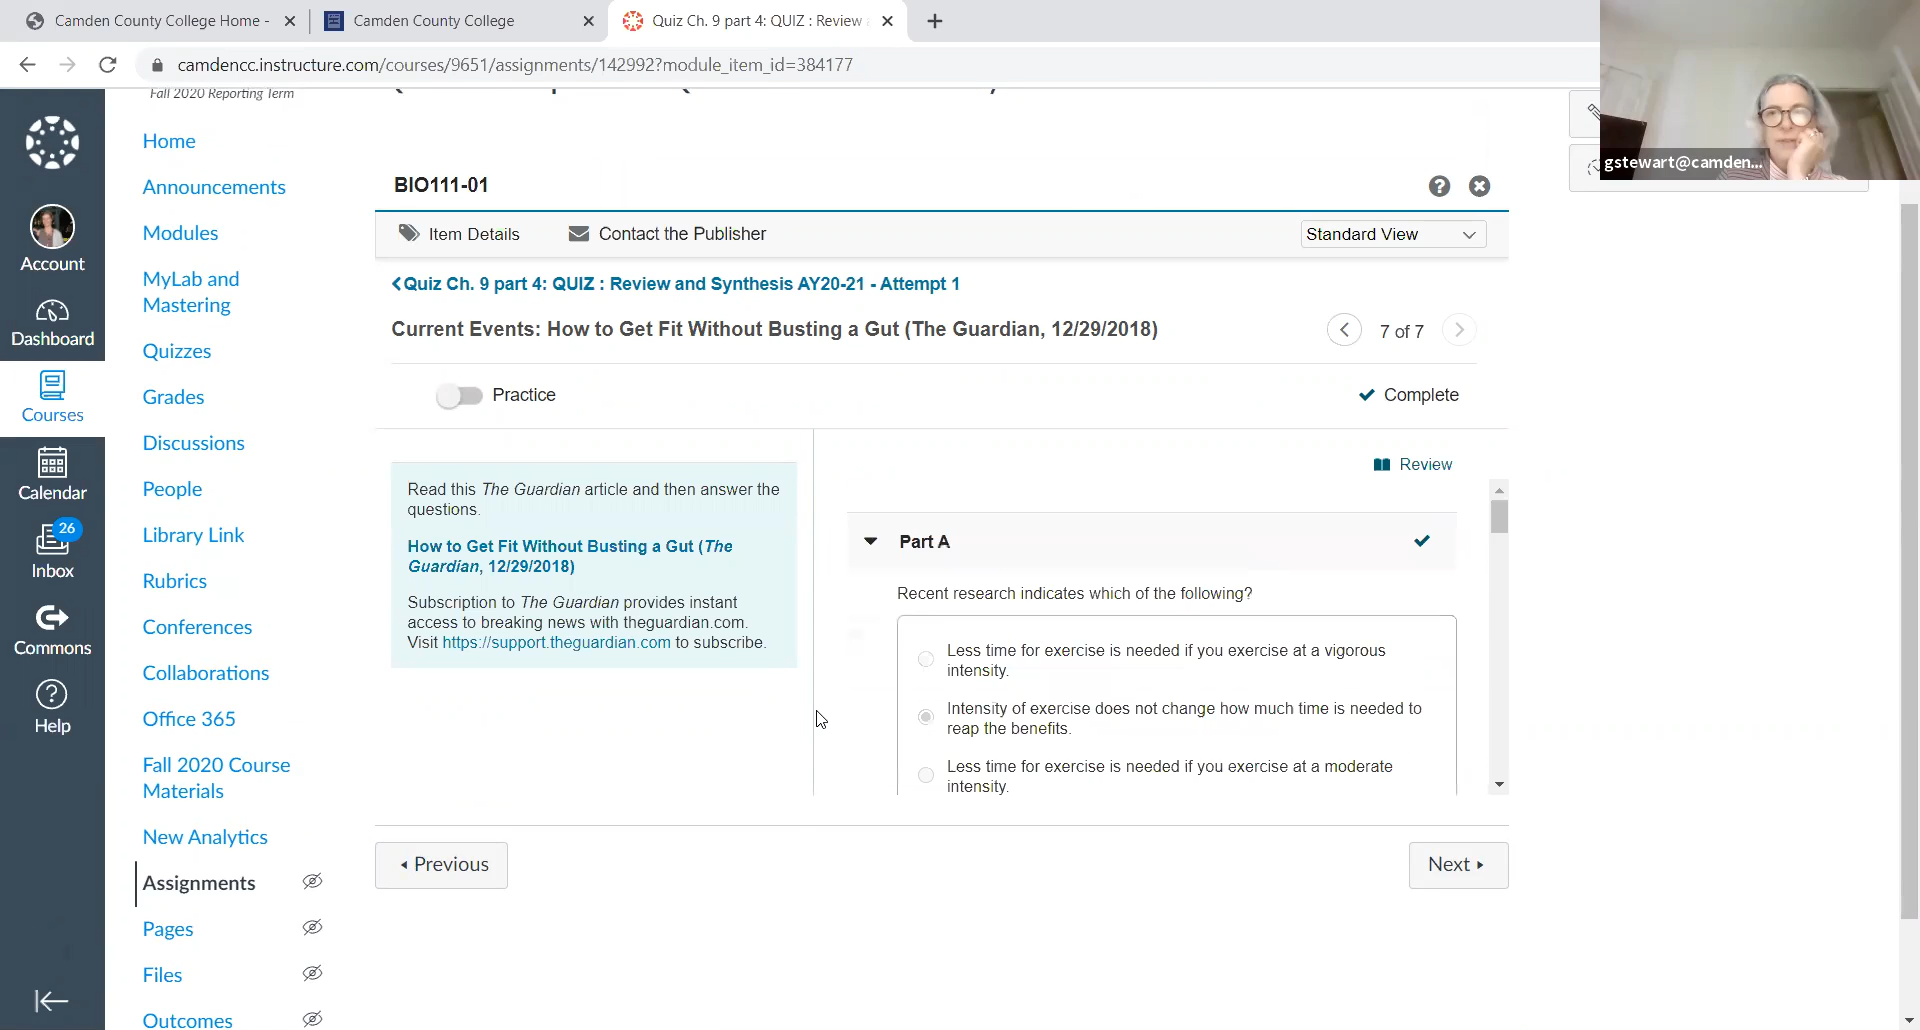 Camden County College Home -
Camden County College
Quiz Ch. 9 part 4: QUIZ : Review
camdencc.instructure.com/courses/9651/assignments/142992?module_item_id=384177
gstewart@camden...
Fall 2020 Reporting Term
Home
Announcements
Modules
MyLab and
Mastering
Quizzes
Grades
Discussions
People
Library Link
Rubrics
Conferences
Collaborations
Office 365
Fall 2020 Course
Materials
New Analytics
Assignments
Pages
Files
Outcomes
Account
Dashboard
Courses
Calendar
26
Inbox
Commons
Help
BIO111-01
Item Details
Contact the Publisher
Standard View
Quiz Ch. 9 part 4: QUIZ : Review and Synthesis AY20-21 - Attempt 1
Current Events: How to Get Fit Without Busting a Gut (The Guardian, 12/29/2018)
7 of 7
Practice
Complete
Read this The Guardian article and then answer the
questions.
How to Get Fit Without Busting a Gut (The
Guardian, 12/29/2018)
Subscription to The Guardian provides instant
access to breaking news with theguardian.com.
Visit https://support.theguardian.com to subscribe.
Review
Part A
Recent research indicates which of the following?
Less time for exercise is needed if you exercise at a vigorous
intensity.
Intensity of exercise does not change how much time is needed to
reap the benefits.
Less time for exercise is needed if you exercise at a moderate
intensity.
Previous
Next